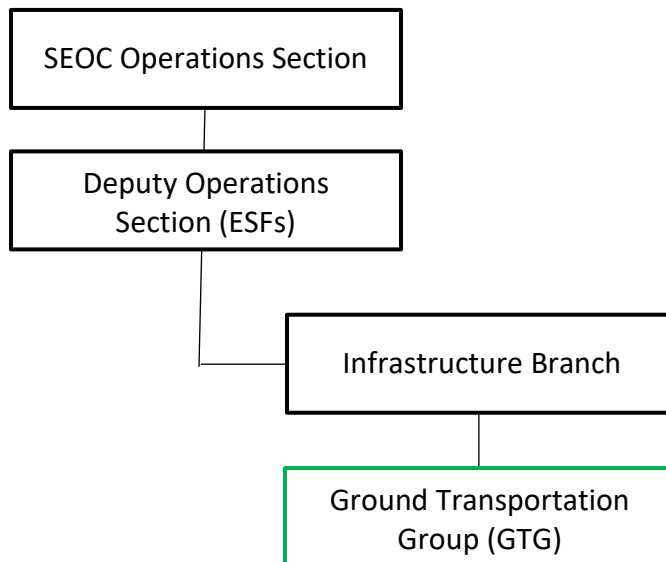 SEOC Operations Section
Deputy Operations
Section (ESFs)
Infrastructure Branch
Ground Transportation
Group (GTG)